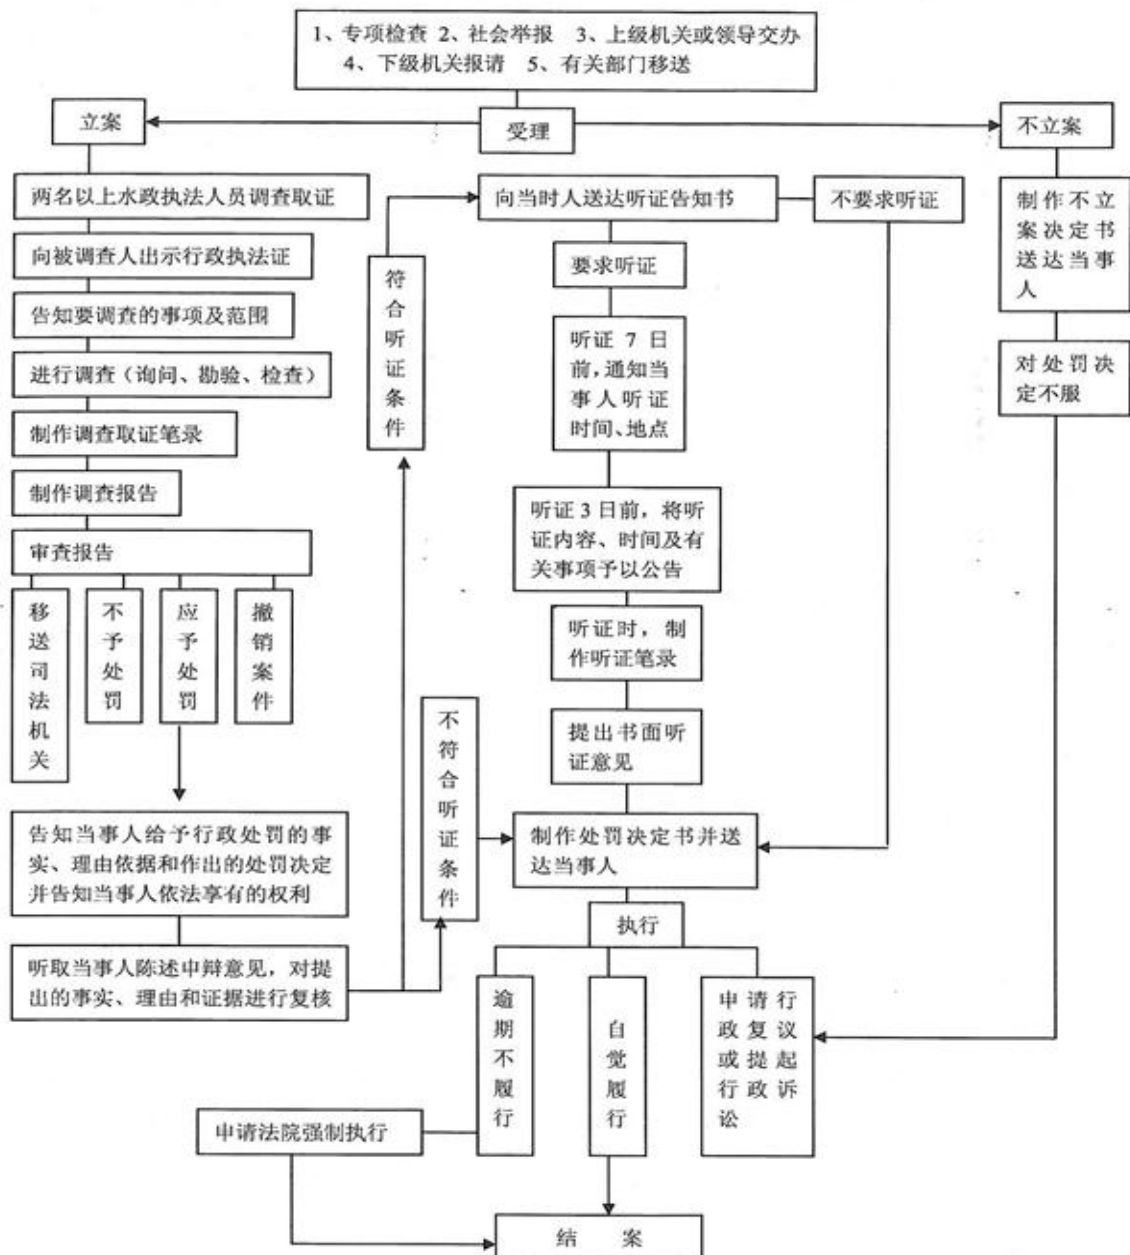 1、专项检查 2、社会举报 3、上级机关或领导交办
4、下级机关报请 5、有关部门移送
立案
受理
不立案
两名以上水政执法人员调查取证
向被调查人出示行政执法证
告知要调查的事项及范围
进行调查（询问、勘验、检查）
制作调查取证笔录
制作调查报告
审查报告
移送司法机关
不予处罚
应予处罚
撤销案件
告知当事人给予行政处罚的事
实、理由依据和作出的处罚决定
并告知当事人依法享有的权利
听取当事人陈述申辩意见，对提
出的事实、理由和证据进行复核
符合听证条件
不符合听证条件
向当时人送达听证告知书
不要求听证
要求听证
听证 7 日
前，通知当
事人听证
时间、地点
听证 3 日前，将听
证内容、时间及有
关事项予以公告
听证时，制
作听证笔录
提出书面听
证意见
制作处罚决定书并送
达当事人
执行
逾期不履行
自觉履行
申请行
政复议
或提起
行政诉
讼
制作不立
案决定书
送达当事
人
对处罚决
定不服
申请法院强制执行
结 案